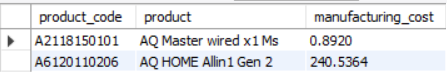 product_code product manufacturing_cost
A2118150101 AQ Master wired x1 Ms 0.8920
A6120110206 AQ HOME Allin1 Gen 2 240.5364